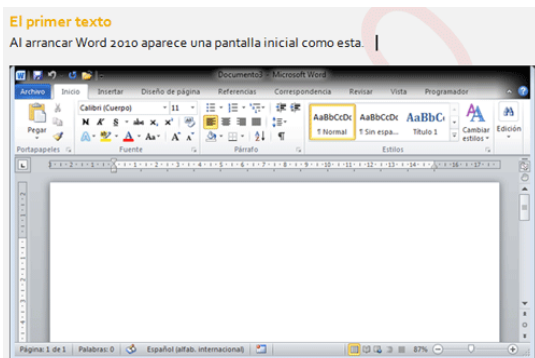 El primer texto
Al arrancar Word 2010 aparece una pantalla inicial como esta.
Documento3 - Microsoft Word
Archivo Inicio Insertar Diseño de página Referencias Correspondencia Revisar Vista Programador
Calibri (Cuerpo) 11
AaBbCcDc AaBbCcDc AaBbC
Pegar
N K S abc x, x²
¶ Normal ¶ Sin espa... Título 1
Cambiar estilos
Edición
Portapapeles Fuente Párrafo Estilos
Página: 1 de 1 Palabras: 0 Español (alfab. internacional) 87%